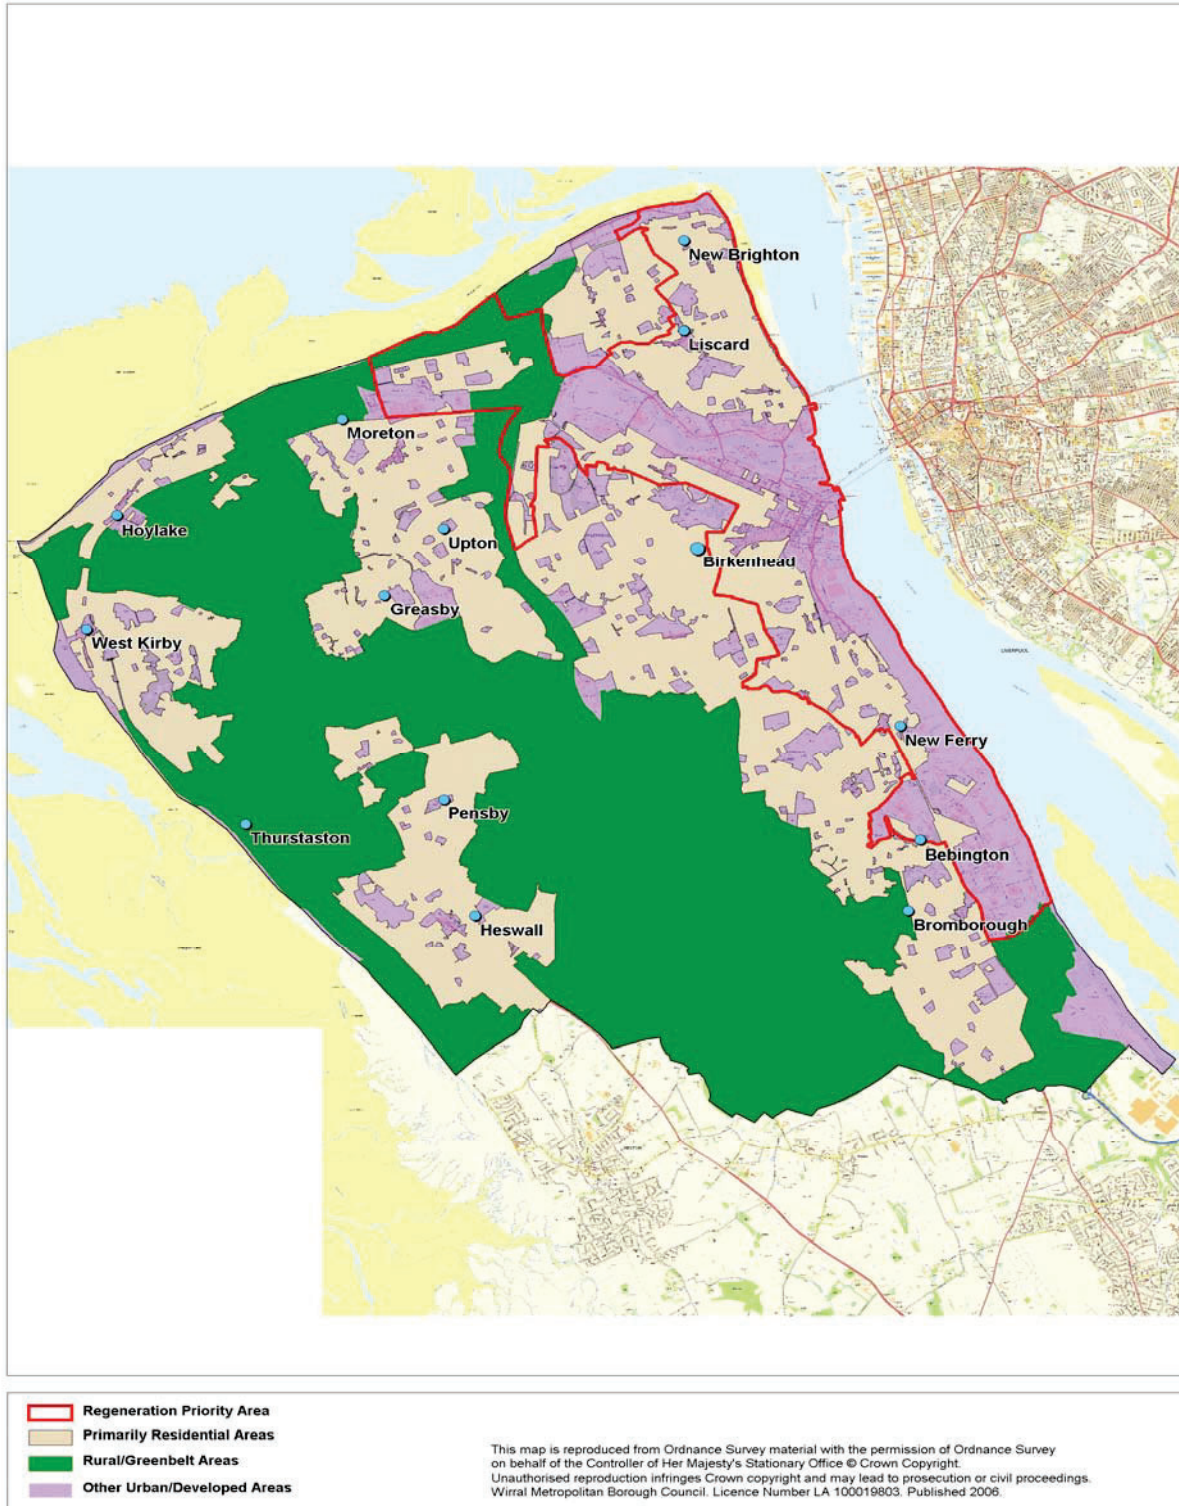 New Brighton
Liscard
Moreton
Hoylake
Upton
Birkenhead
Greasby
West Kirby
LIVERPOOL
New Ferry
Pensby
Thurstaston
Bebington
Bromborough
Heswall
Regeneration Priority Area
Primarily Residential Areas
Rural/Greenbelt Areas
Other Urban/Developed Areas
This map is reproduced from Ordnance Survey material with the permission of Ordnance Survey
on behalf of the Controller of Her Majesty's Stationary Office © Crown Copyright.
Unauthorised reproduction infringes Crown copyright and may lead to prosecution or civil proceedings.
Wirral Metropolitan Borough Council. Licence Number LA 100019803. Published 2006.